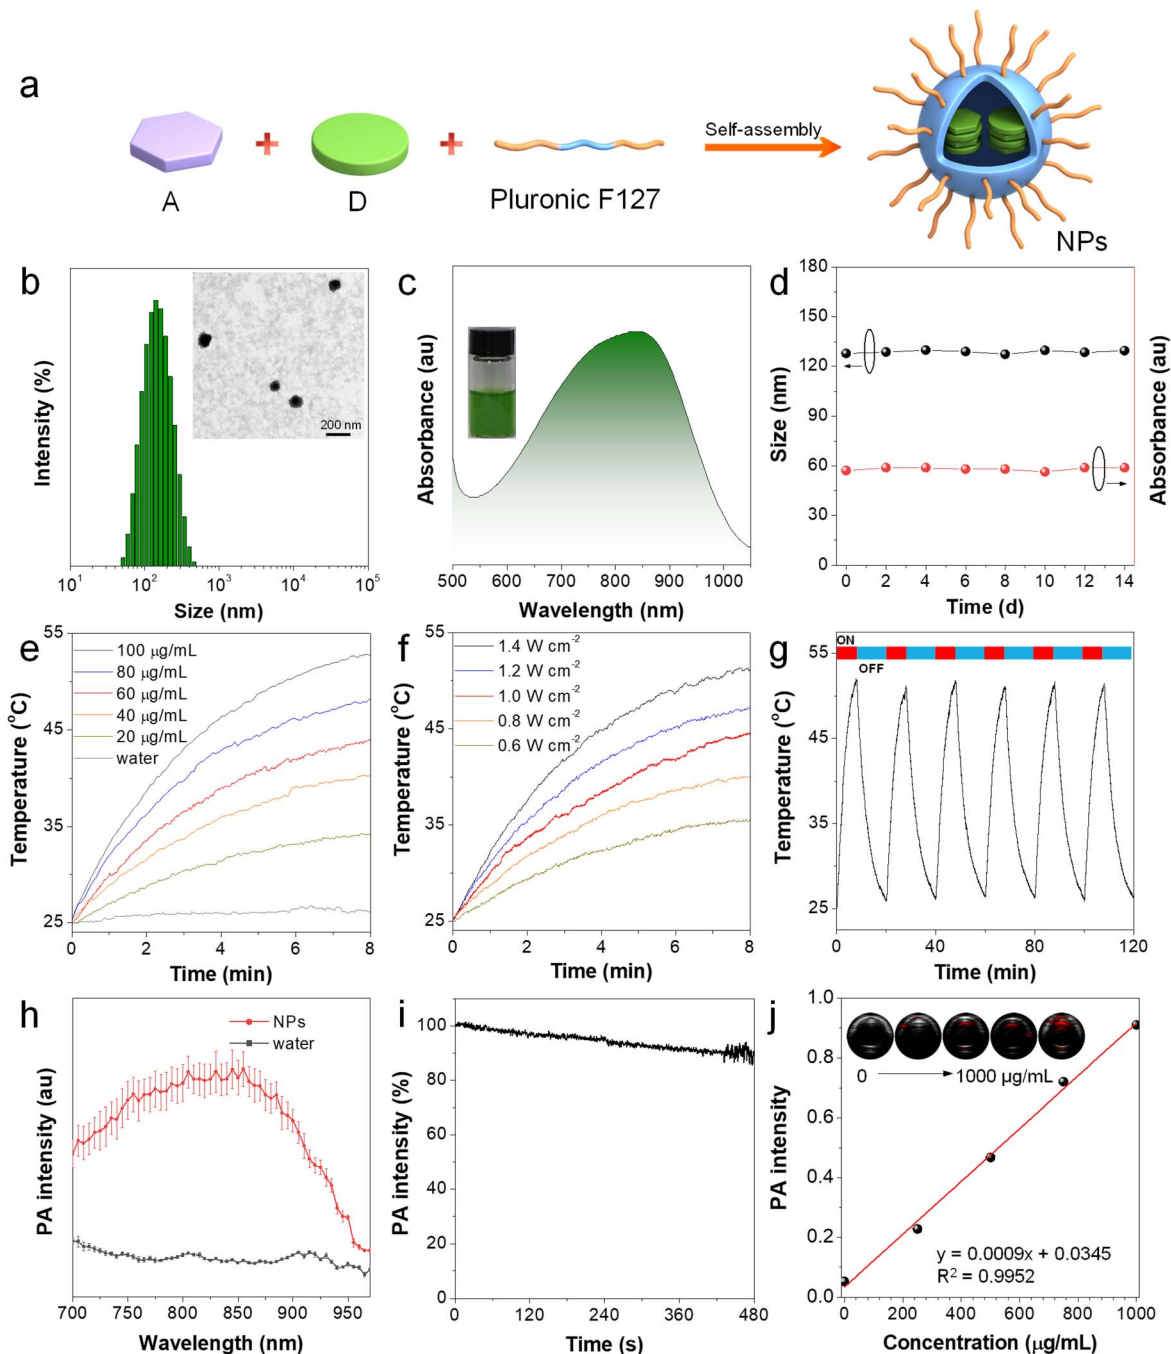 a
A
D
Pluronic F127
Self-assembly
NPs
b
Intensity (%)
200 nm
10¹ 10² 10³ 10⁴ 10⁵
Size (nm)
c
Absorbance (au)
500 600 700 800 900 1000
Wavelength (nm)
d
180
150
120
90
60
30
0
Size (nm)
Absorbance (au)
0 2 4 6 8 10 12 14
Time (d)
e
55
45
35
25
Temperature (°C)
100 μg/mL
80 μg/mL
60 μg/mL
40 μg/mL
20 μg/mL
water
0 2 4 6 8
Time (min)
f
55
45
35
25
Temperature (°C)
1.4 W cm⁻²
1.2 W cm⁻²
1.0 W cm⁻²
0.8 W cm⁻²
0.6 W cm⁻²
0 2 4 6 8
Time (min)
g
ON
OFF
55
45
35
25
Temperature (°C)
0 40 80 120
Time (min)
h
NPs
water
PA intensity (au)
700 750 800 850 900 950
Wavelength (nm)
i
100
80
60
40
20
0
PA intensity (%)
0 120 240 360 480
Time (s)
j
1.0
0.8
0.6
0.4
0.2
0.0
PA intensity
0 1000 μg/mL
y = 0.0009x + 0.0345
R² = 0.9952
0 200 400 600 800 1000
Concentration (μg/mL)